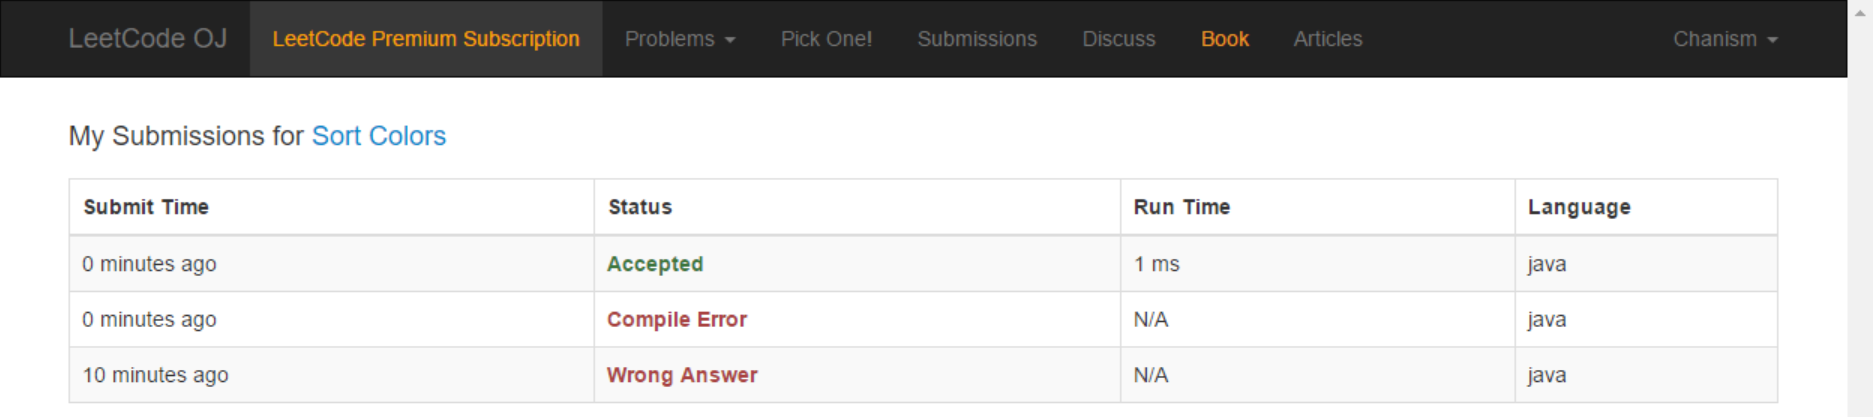 LeetCode OJ LeetCode Premium Subscription Problems Pick One! Submissions Discuss Book Articles Chanism
My Submissions for Sort Colors
Submit Time Status Run Time Language
0 minutes ago Accepted 1 ms java
0 minutes ago Compile Error N/A java
10 minutes ago Wrong Answer N/A java